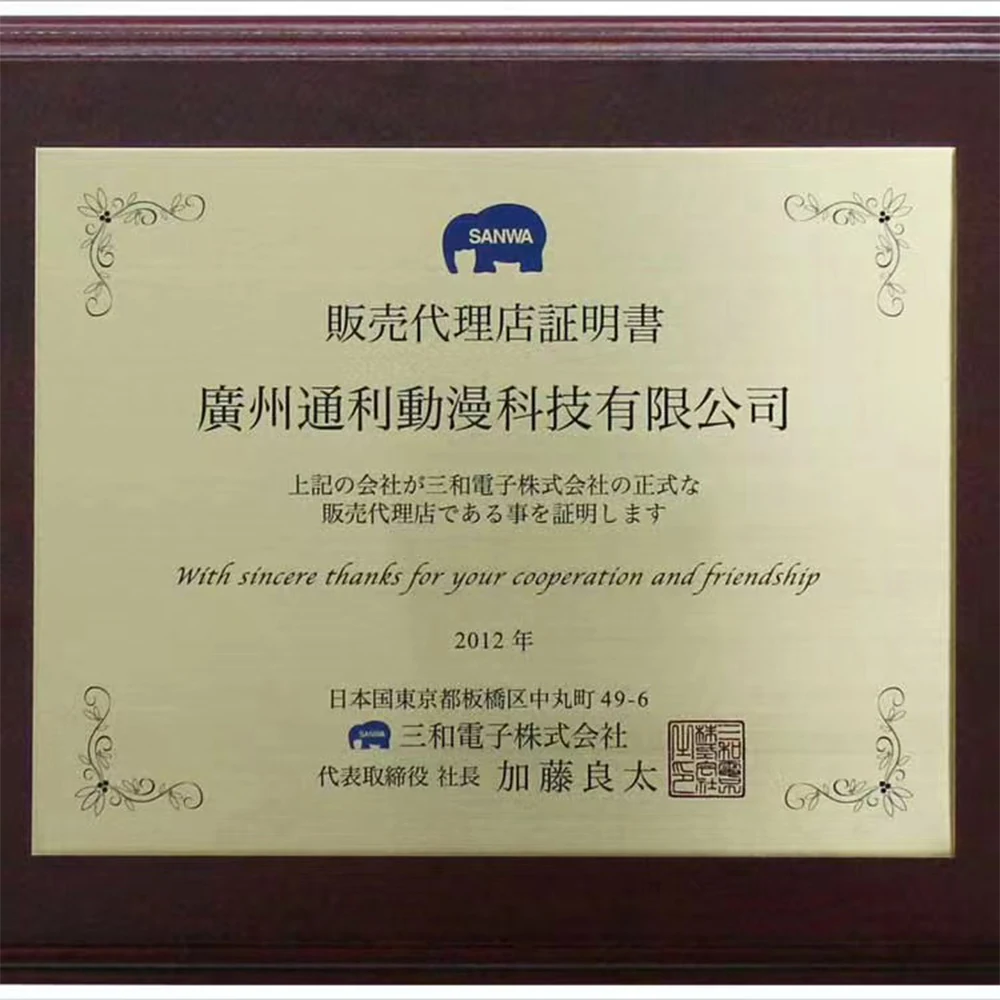 SANWA
販売代理店証明書
廣州通利動漫科技有限公司
上記の会社が三和電子株式会社の正式な
販売代理店である事を証明します
With sincere thanks for your cooperation and friendship
2012 年
日本国東京都板橋区中丸町 49-6
SANWA 三和電子株式会社
代表取締役 社長 加藤良太